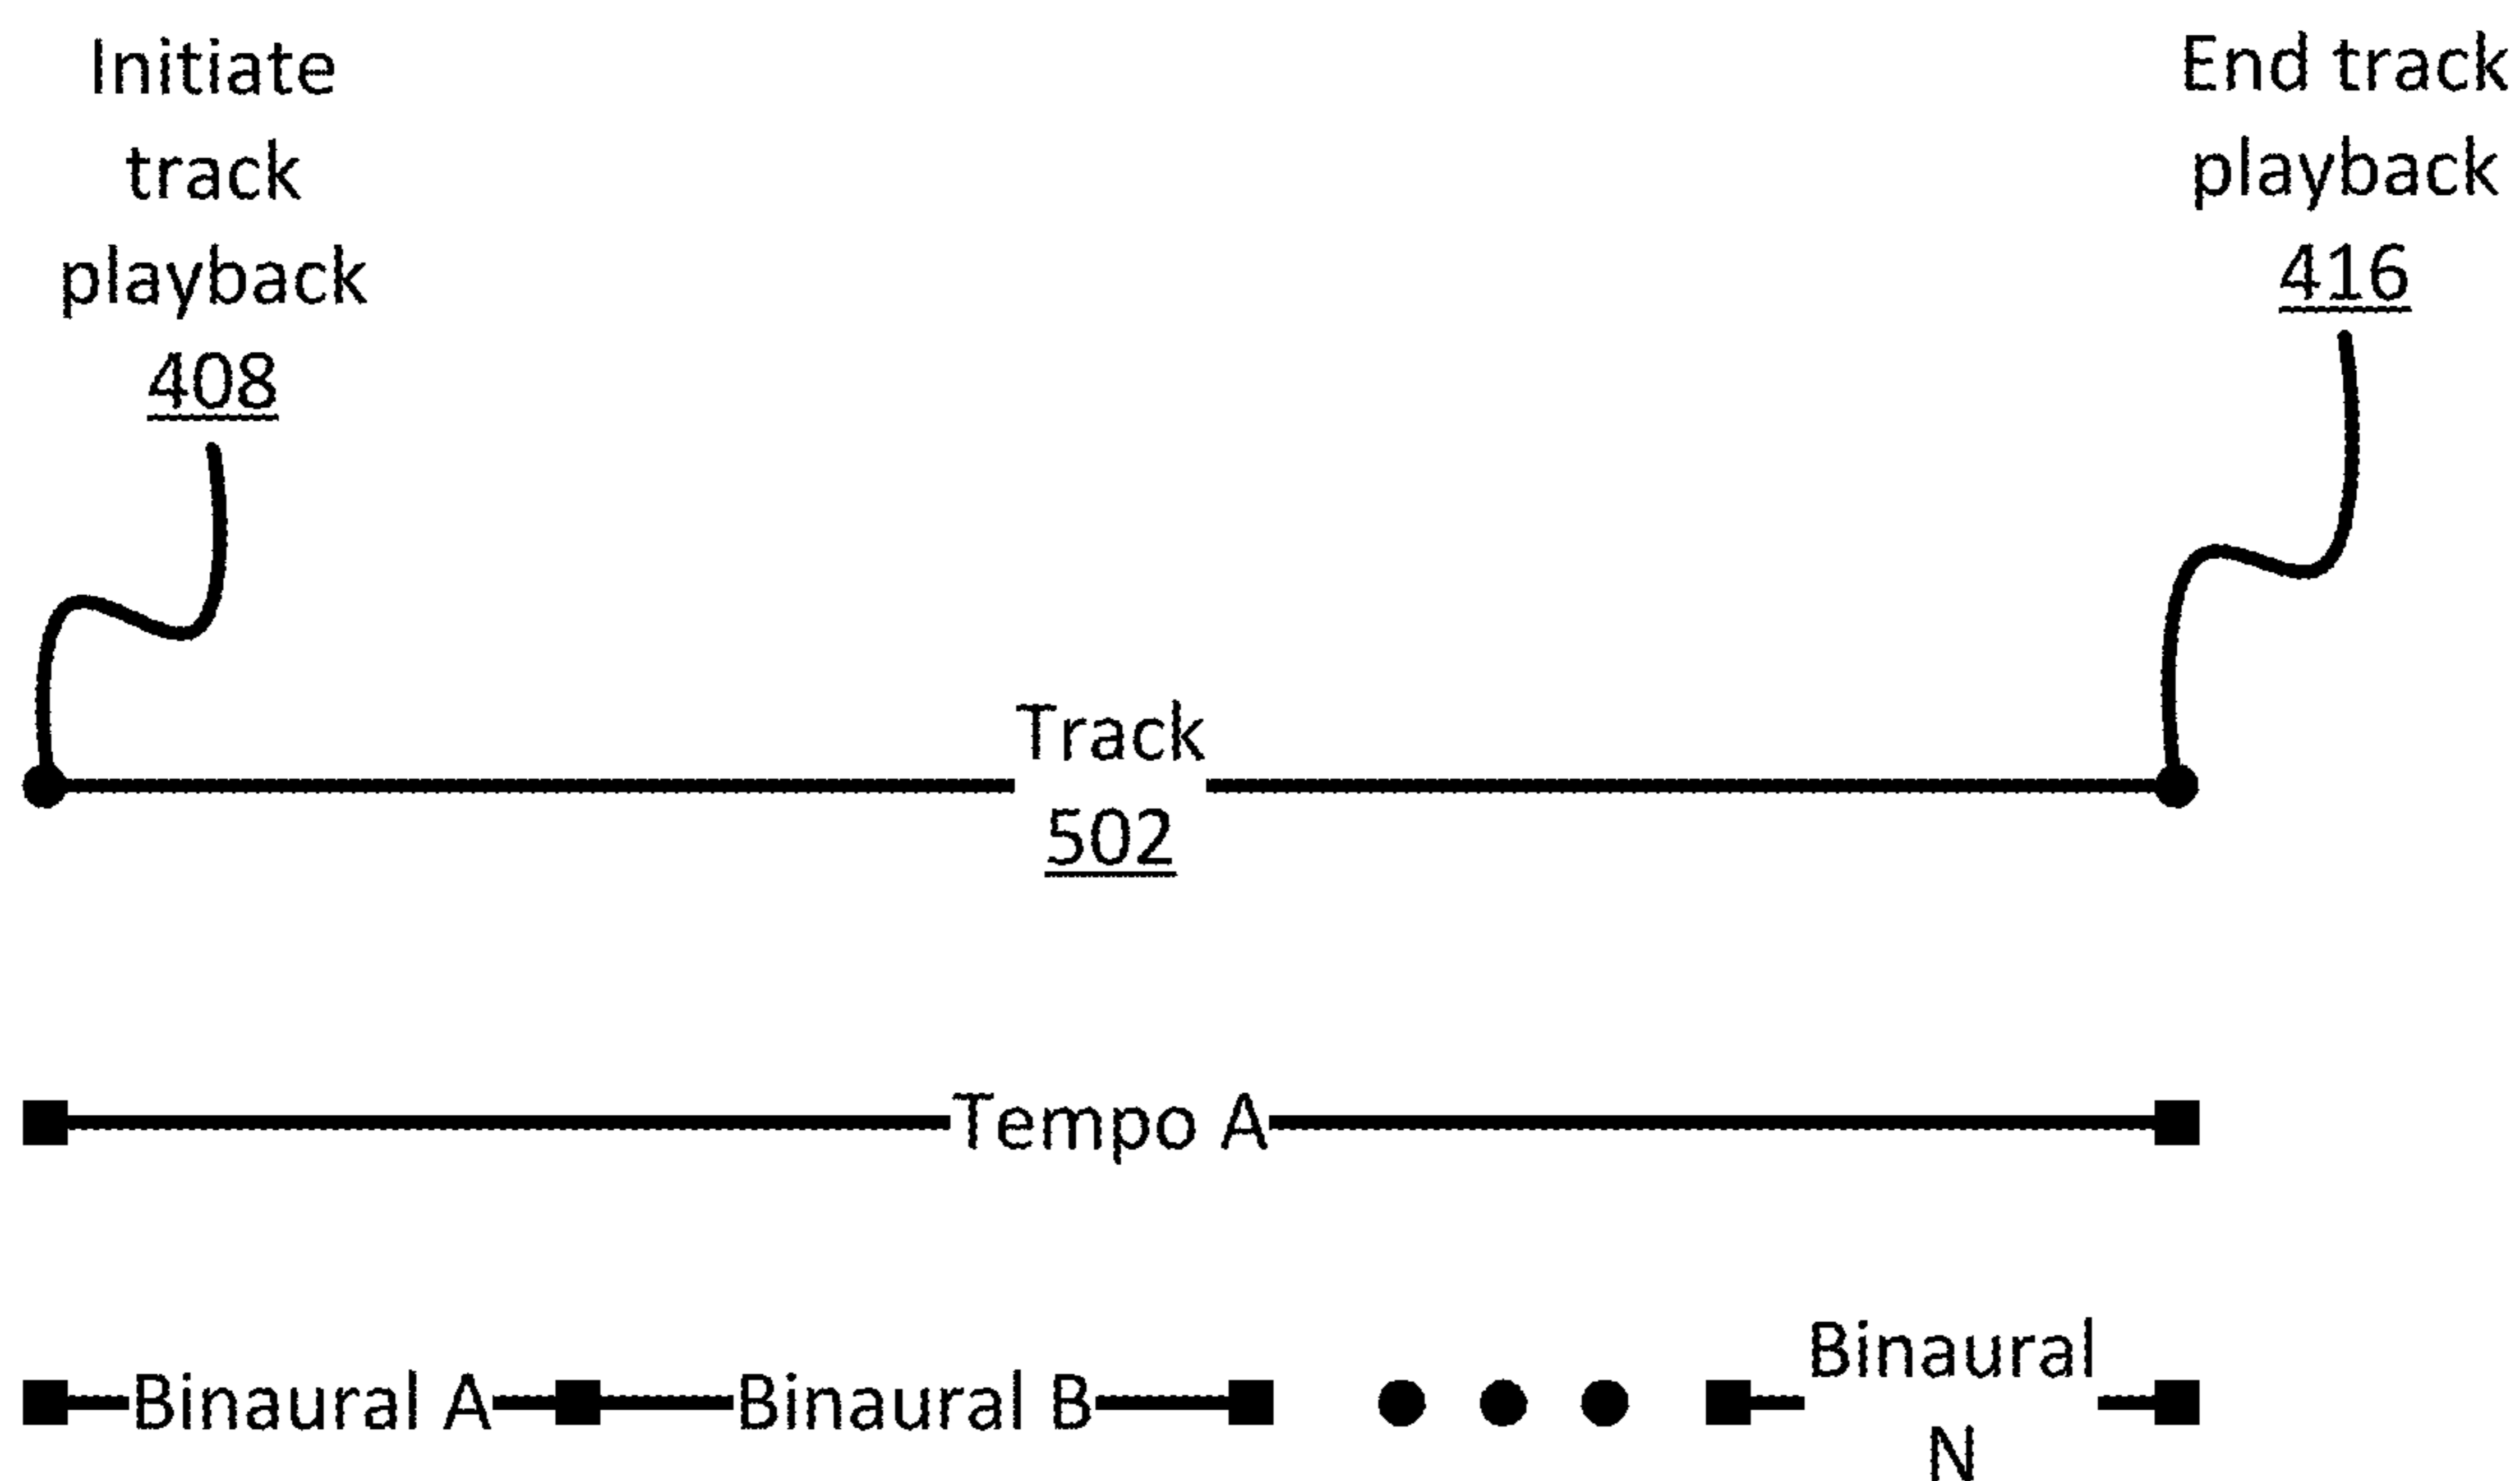 Initiate
track
playback
408
End track
playback
416
Track
502
Tempo A
Binaural A
Binaural B
Binaural
N